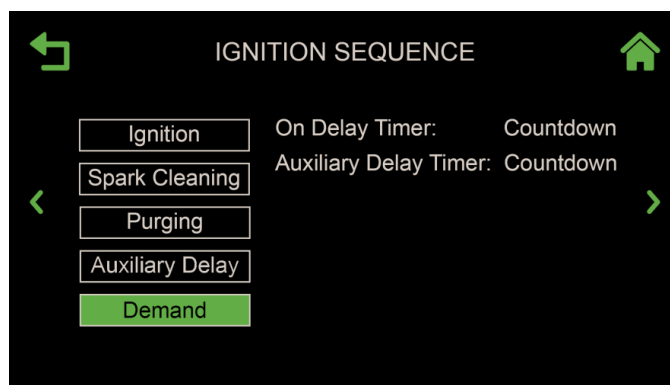 IGNITION SEQUENCE
Ignition
Spark Cleaning
Purging
Auxiliary Delay
Demand
On Delay Timer: Countdown
Auxiliary Delay Timer: Countdown